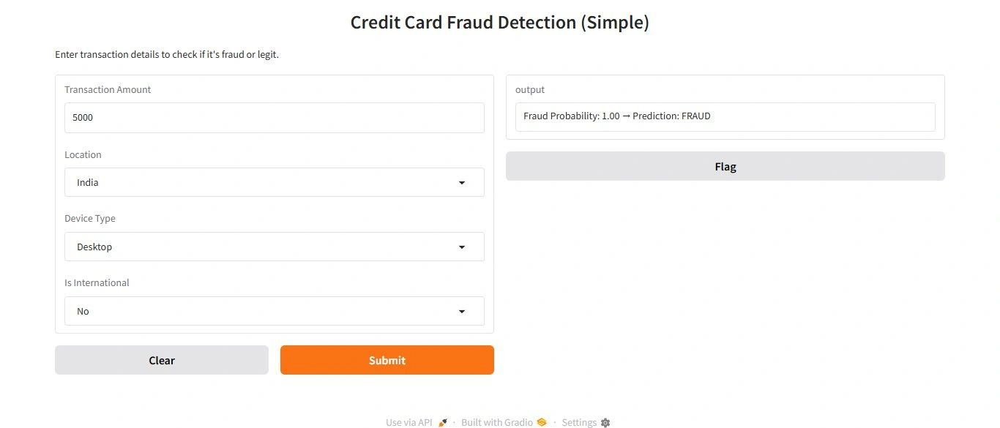 Credit Card Fraud Detection (Simple)
Enter transaction details to check if it's fraud or legit.
Transaction Amount
5000
Location
India
Device Type
Desktop
Is International
No
Clear
Submit
output
Fraud Probability: 1.00 → Prediction: FRAUD
Flag
Use via API · Built with Gradio · Settings